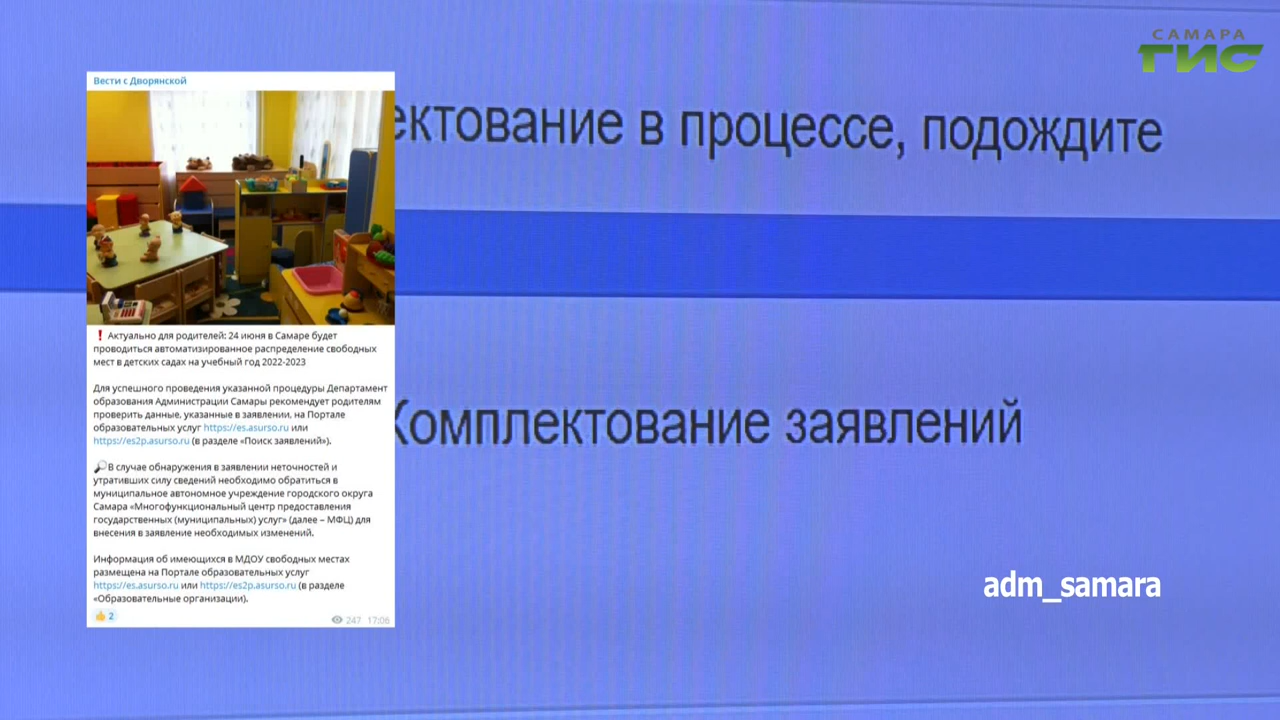 САМАРА
ГИС
Вести с Дворянской
ектование в процессе, подождите
❗ Актуально для родителей: 24 июня в Самаре будет
проводиться автоматизированное распределение свободных
мест в детских садах на учебный год 2022-2023
Для успешного проведения указанной процедуры Департамент
образования Администрации Самары рекомендует родителям
проверить данные, указанные в заявлении, на Портале
образовательных услуг https://es.asurso.ru или
https://es2p.asurso.ru (в разделе «Поиск заявлений»).
Комплектование заявлений
🔎В случае обнаружения в заявлении неточностей и
утративших силу сведений необходимо обратиться в
муниципальное автономное учреждение городского округа
Самара «Многофункциональный центр предоставления
государственных (муниципальных) услуг» (далее – МФЦ) для
внесения в заявление необходимых изменений.
Информация об имеющихся в МДОУ свободных местах
размещена на Портале образовательных услуг
https://es.asurso.ru или https://es2p.asurso.ru (в разделе
«Образовательные организации).
👍 2
247 17:06
adm_samara